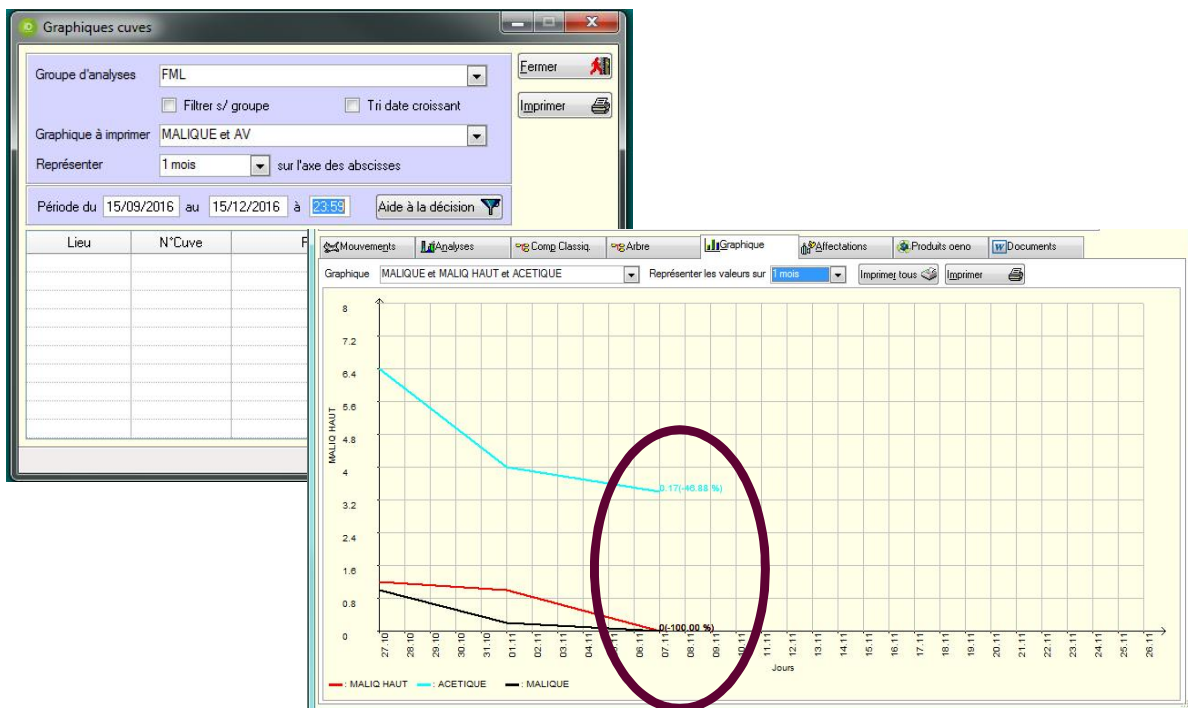 Graphiques cuves
Groupe d'analyses FML
Filtrer s/ groupe Tri date croissant
Graphique à imprimer MALIQUE et AV
Représenter 1 mois sur l'axe des abscisses
Fermer
Imprimer
Période du 15/09/2016 au 15/12/2016 à 23:59 Aide à la décision
Lieu N°Cuve F
Mouvements Analyses Comp Classiq. Arbre Graphique Affectations Produits oeno Documents
Graphique MALIQUE et MALIQ HAUT et ACETIQUE Représenter les valeurs sur 1 mois Imprimer tous Imprimer
MALIQ HAUT
8
7.2
6.4
5.6
4.8
4
3.2
2.4
1.6
0.8
0
0.17(-46.88 %)
0(-100.00 %)
27.10 28.10 29.10 30.10 31.10 01.11 02.11 03.11 04.11 05.11 06.11 07.11 08.11 09.11 10.11 11.11 12.11 13.11 14.11 15.11 16.11 17.11 18.11 19.11 20.11 21.11 22.11 23.11 24.11 25.11 26.11
Jours
: MALIQ HAUT : ACETIQUE : MALIQUE